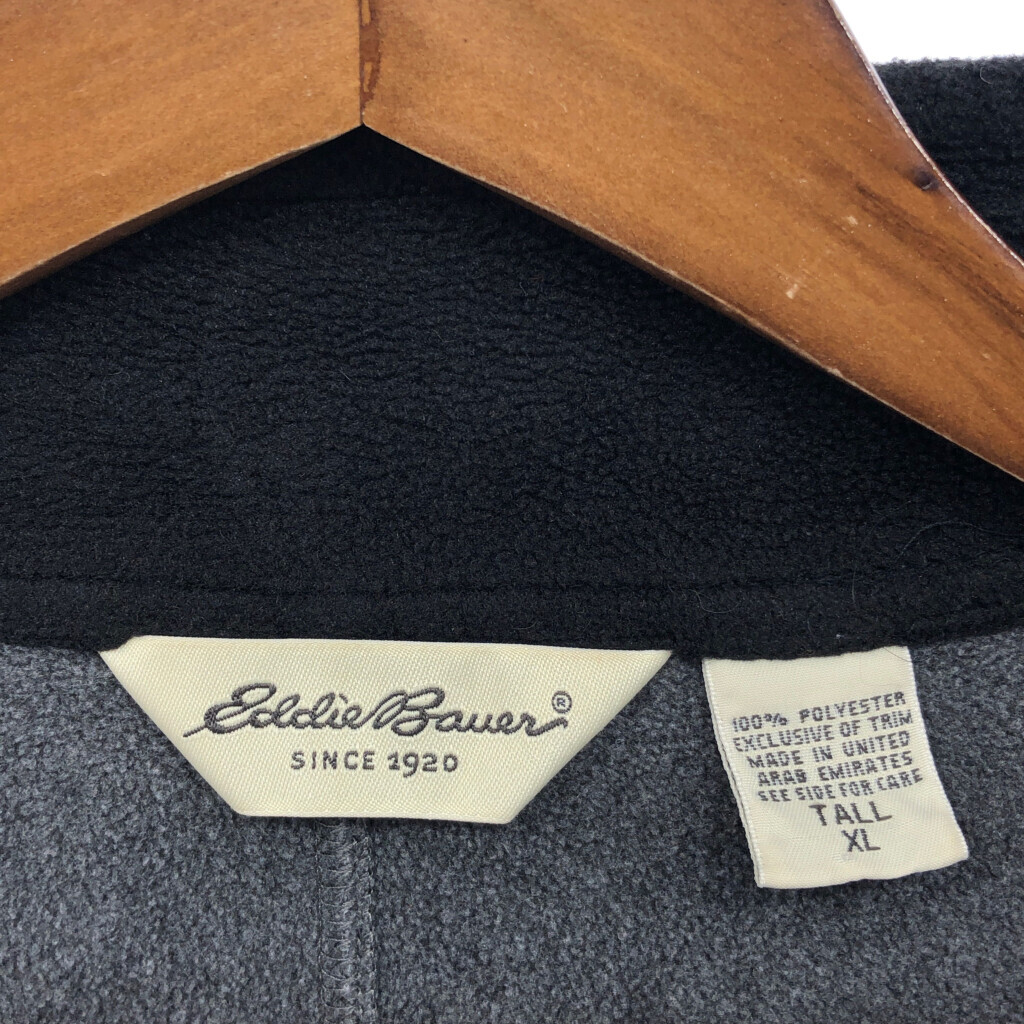 Eddie Bauer®
SINCE 1920
100% POLYESTER
EXCLUSIVE OF TRIM
MADE IN UNITED
ARAB EMIRATES
SEE SIDE FOR CARE
TALL
XL